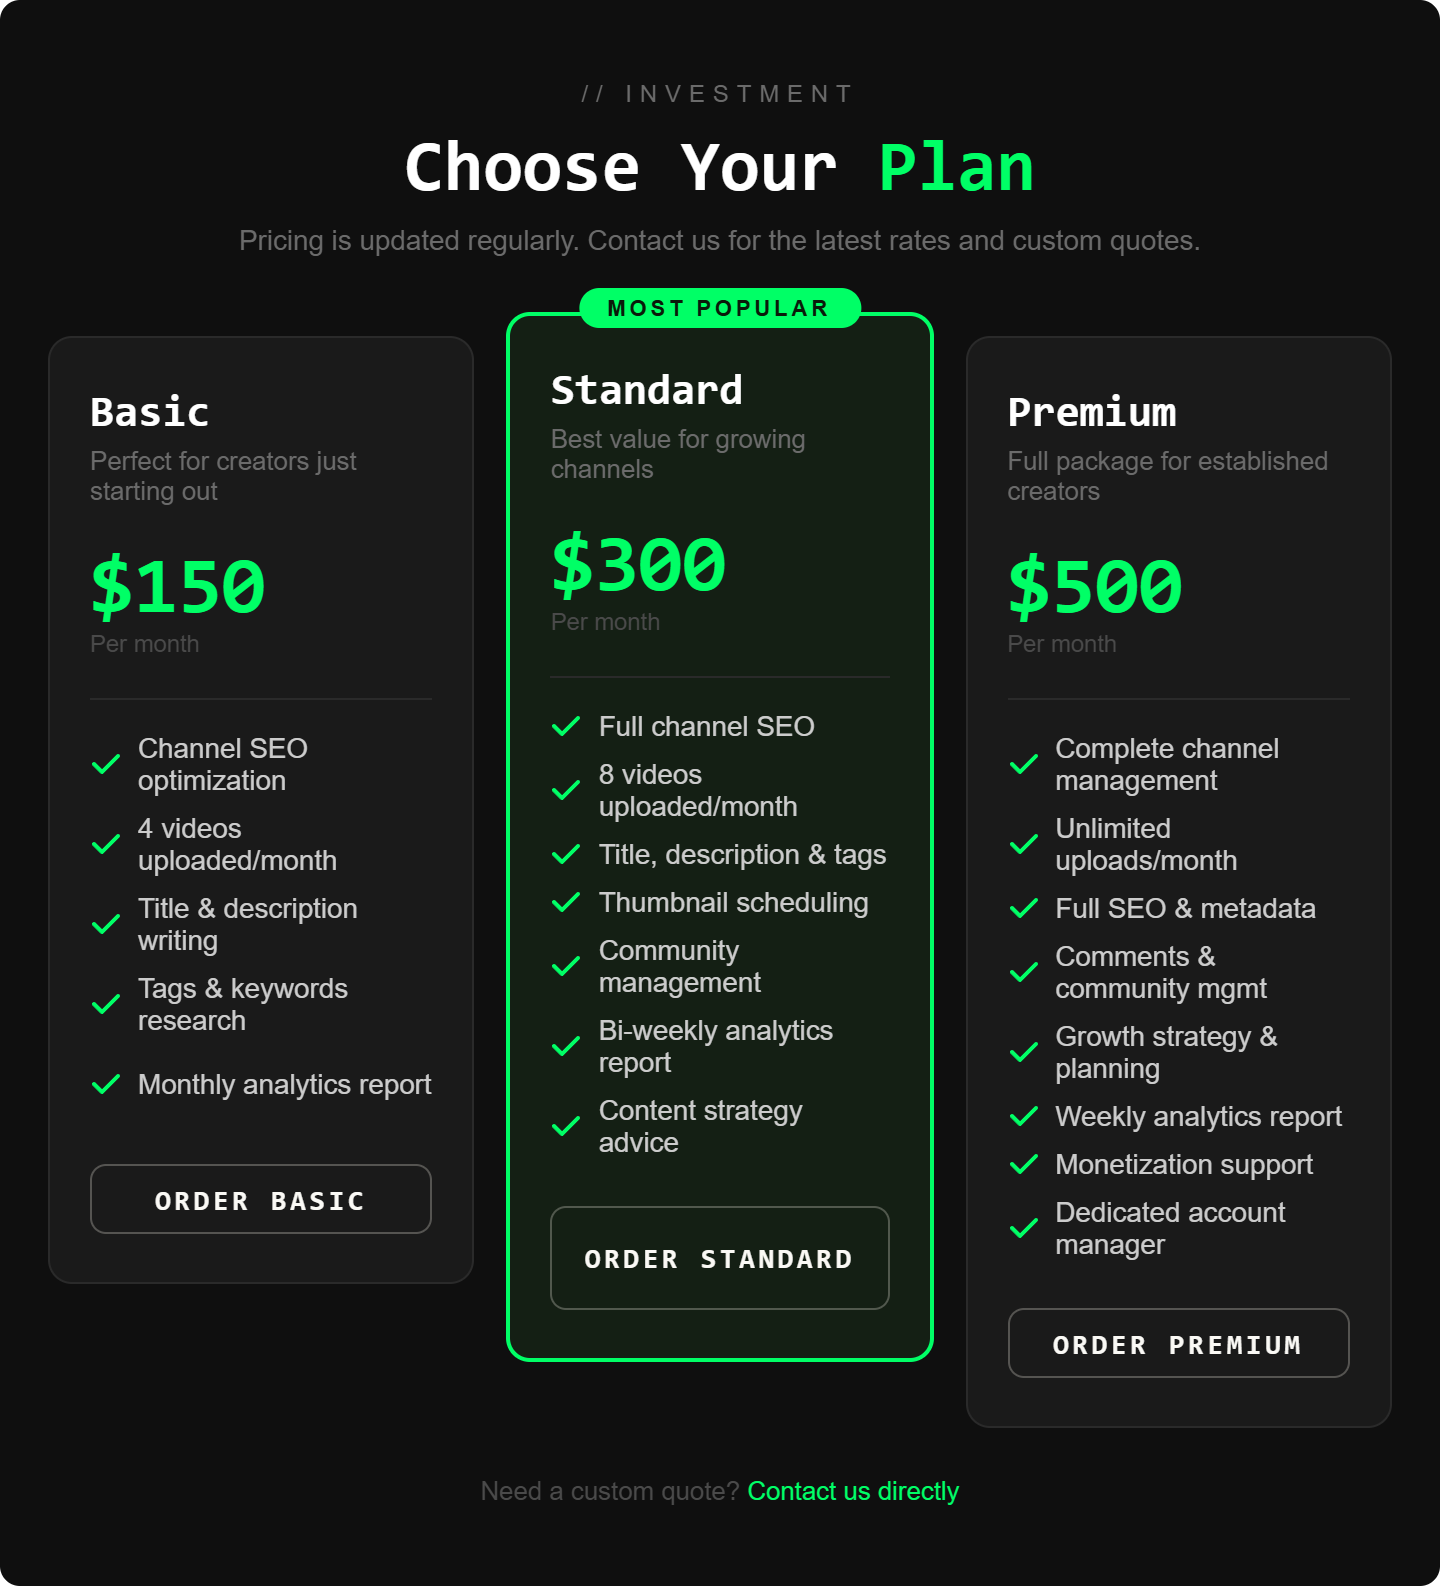 // INVESTMENT
Choose Your Plan
Pricing is updated regularly. Contact us for the latest rates and custom quotes.
Basic
Perfect for creators just
starting out
$150
Per month
Channel SEO
optimization
4 videos
uploaded/month
Title & description
writing
Tags & keywords
research
Monthly analytics report
ORDER BASIC
MOST POPULAR
Standard
Best value for growing
channels
$300
Per month
Full channel SEO
8 videos
uploaded/month
Title, description & tags
Thumbnail scheduling
Community
management
Bi-weekly analytics
report
Content strategy
advice
ORDER STANDARD
Premium
Full package for established
creators
$500
Per month
Complete channel
management
Unlimited
uploads/month
Full SEO & metadata
Comments &
community mgmt
Growth strategy &
planning
Weekly analytics report
Monetization support
Dedicated account
manager
ORDER PREMIUM
Need a custom quote? Contact us directly